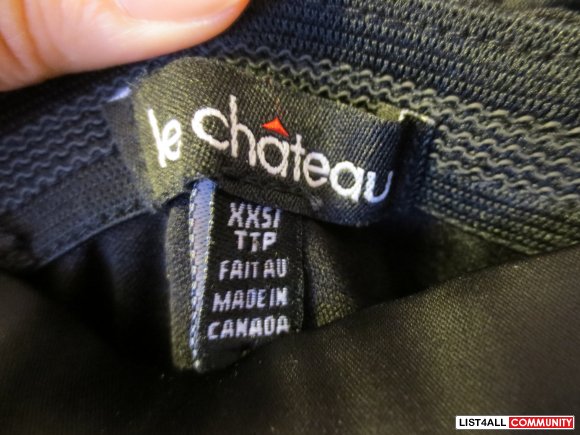 le château
XXS/
TTP
FAIT AU
MADE IN
CANADA
LIST4ALL COMMUNITY